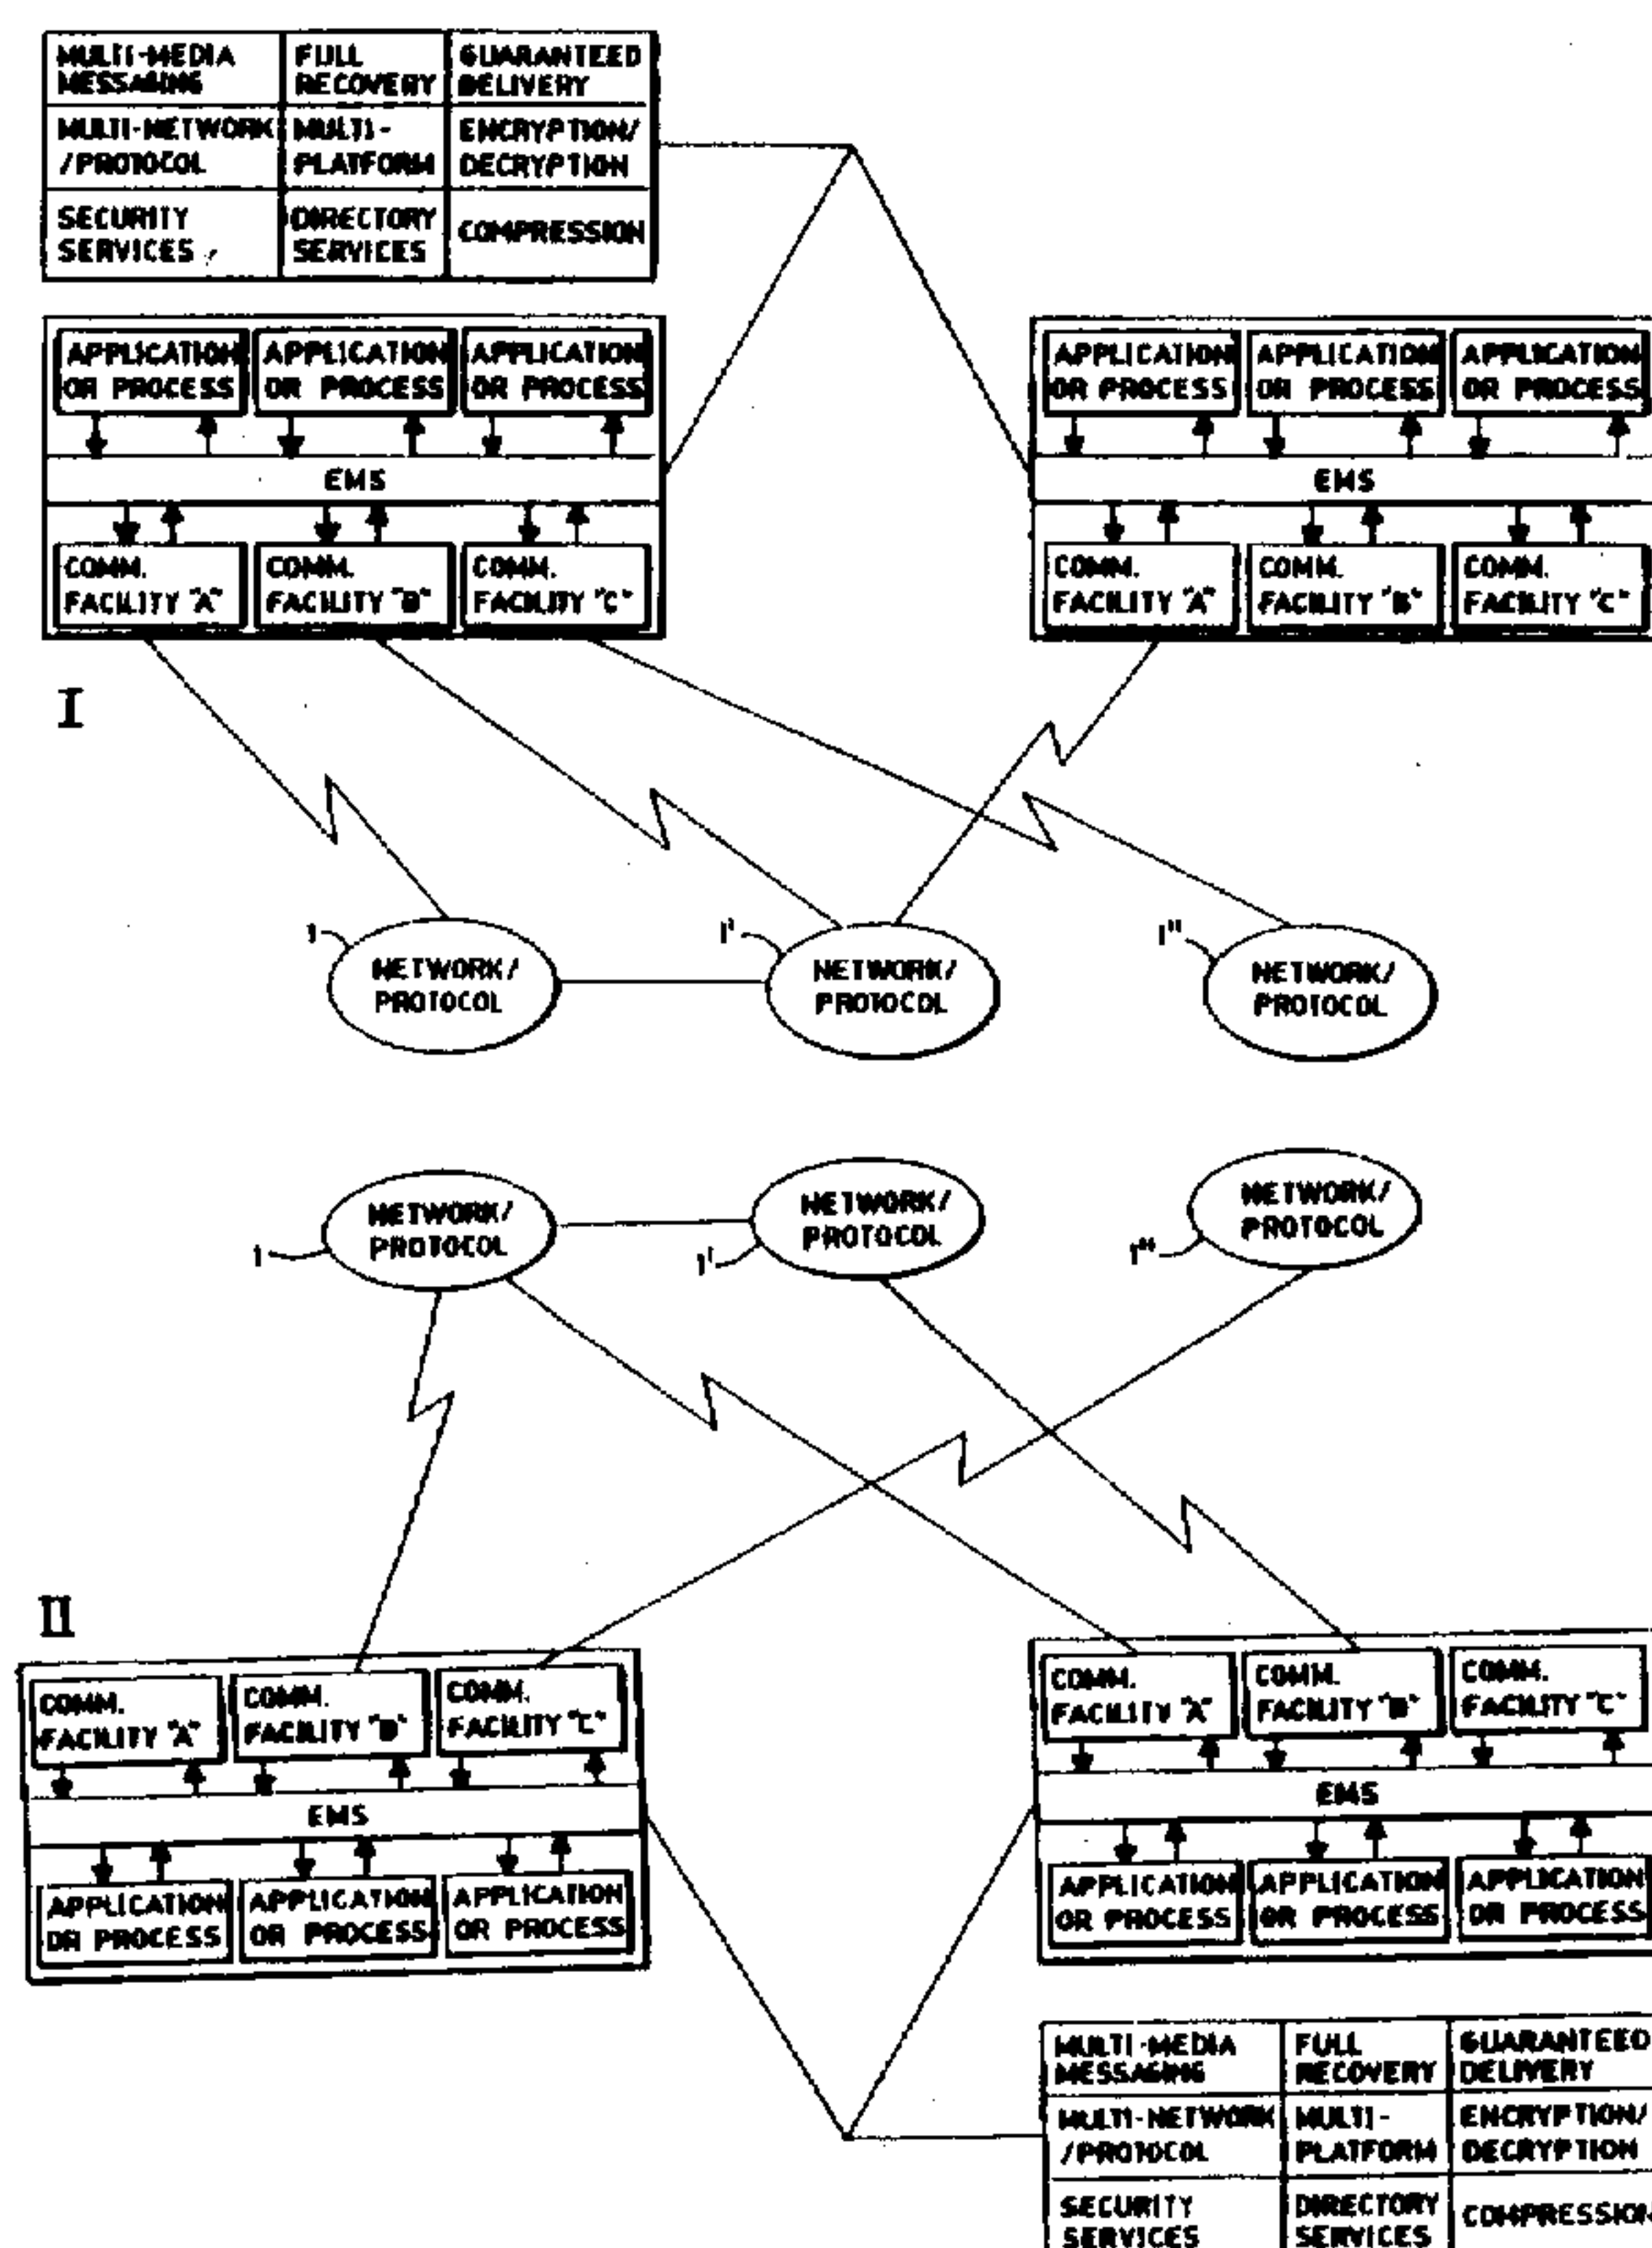 MULTI-MEDIA MESSAGING
FULL RECOVERY
GUARANTEED DELIVERY
MULTI-NETWORK /PROTOCOL
MULTI-PLATFORM
ENCRYPTION/ DECRYPTION
SECURITY SERVICES
DIRECTORY SERVICES
COMPRESSION
APPLICATION OR PROCESS
APPLICATION OR PROCESS
APPLICATION OR PROCESS
EMS
COMM. FACILITY "A"
COMM. FACILITY "B"
COMM. FACILITY "C"
APPLICATION OR PROCESS
APPLICATION OR PROCESS
APPLICATION OR PROCESS
EMS
COMM. FACILITY "A"
COMM. FACILITY "B"
COMM. FACILITY "C"
I
1
NETWORK/ PROTOCOL
1'
NETWORK/ PROTOCOL
1"
NETWORK/ PROTOCOL
1
NETWORK/ PROTOCOL
1'
NETWORK/ PROTOCOL
1"
NETWORK/ PROTOCOL
II
COMM. FACILITY "A"
COMM. FACILITY "B"
COMM. FACILITY "C"
EMS
APPLICATION OR PROCESS
APPLICATION OR PROCESS
APPLICATION OR PROCESS
COMM. FACILITY "A"
COMM. FACILITY "B"
COMM. FACILITY "C"
EMS
APPLICATION OR PROCESS
APPLICATION OR PROCESS
APPLICATION OR PROCESS
MULTI-MEDIA MESSAGING
FULL RECOVERY
GUARANTEED DELIVERY
MULTI-NETWORK /PROTOCOL
MULTI-PLATFORM
ENCRYPTION/ DECRYPTION
SECURITY SERVICES
DIRECTORY SERVICES
COMPRESSION